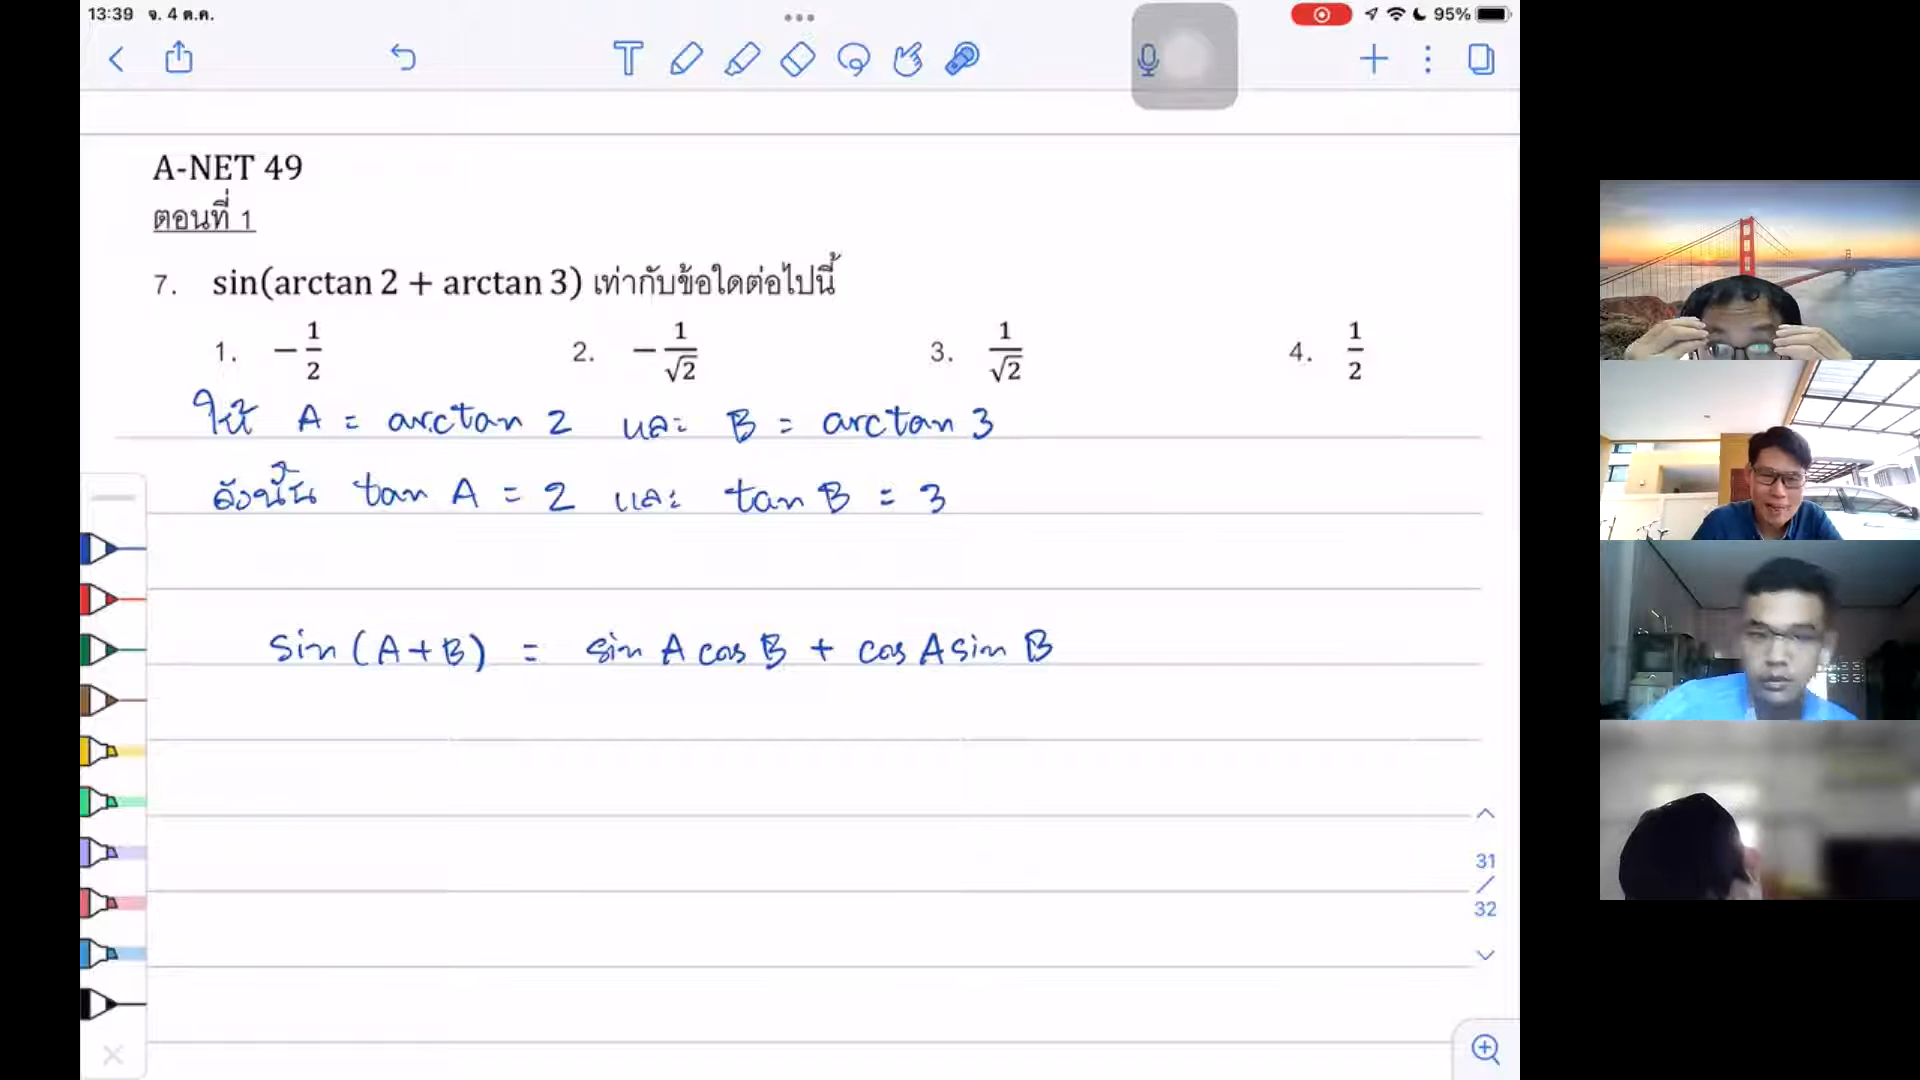 13:39 จ. 4 ต.ค.
95%
A-NET 49
ตอนที่ 1
7. sin(arctan 2 + arctan 3) เท่ากับข้อใดต่อไปนี้
1. −1/2 2. −1/√2 3. 1/√2 4. 1/2
ให้ A = arctan 2 และ B = arctan 3
ดังนั้น tan A = 2 และ tan B = 3
sin (A+B) = sin A cos B + cos A sin B
31
/
32